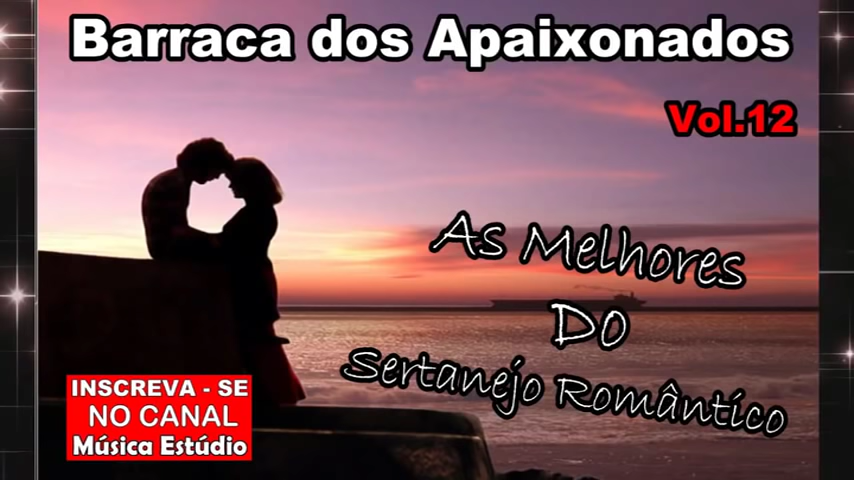 Barraca dos Apaixonados
Vol.12
As Melhores
Do
Sertanejo Romântico
INSCREVA - SE
NO CANAL
Música Estúdio